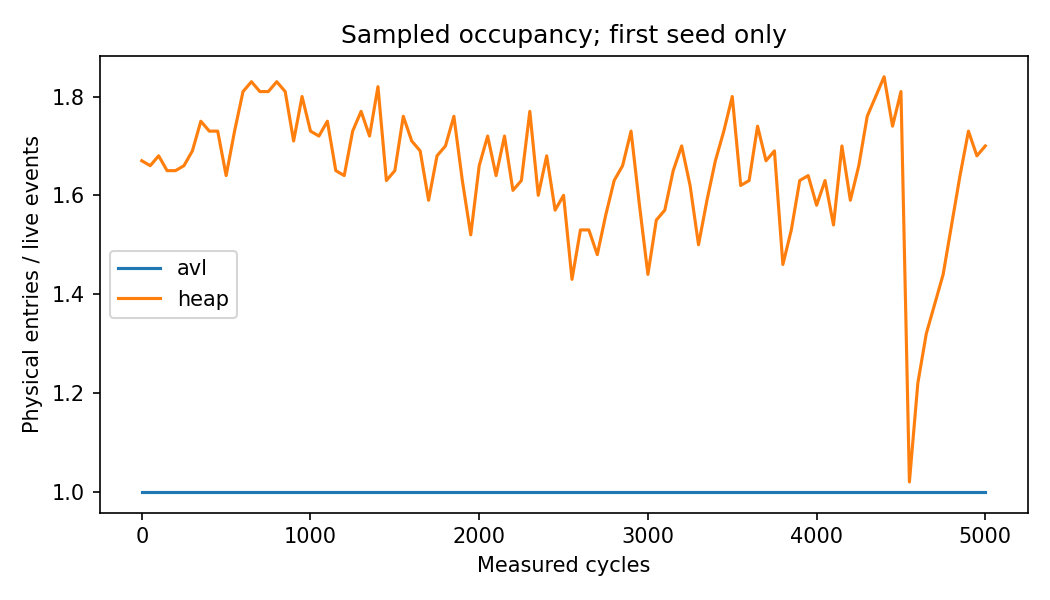 Sampled occupancy; first seed only
Physical entries / live events
1.8
1.6
1.4
1.2
1.0
avl
heap
0 1000 2000 3000 4000 5000
Measured cycles